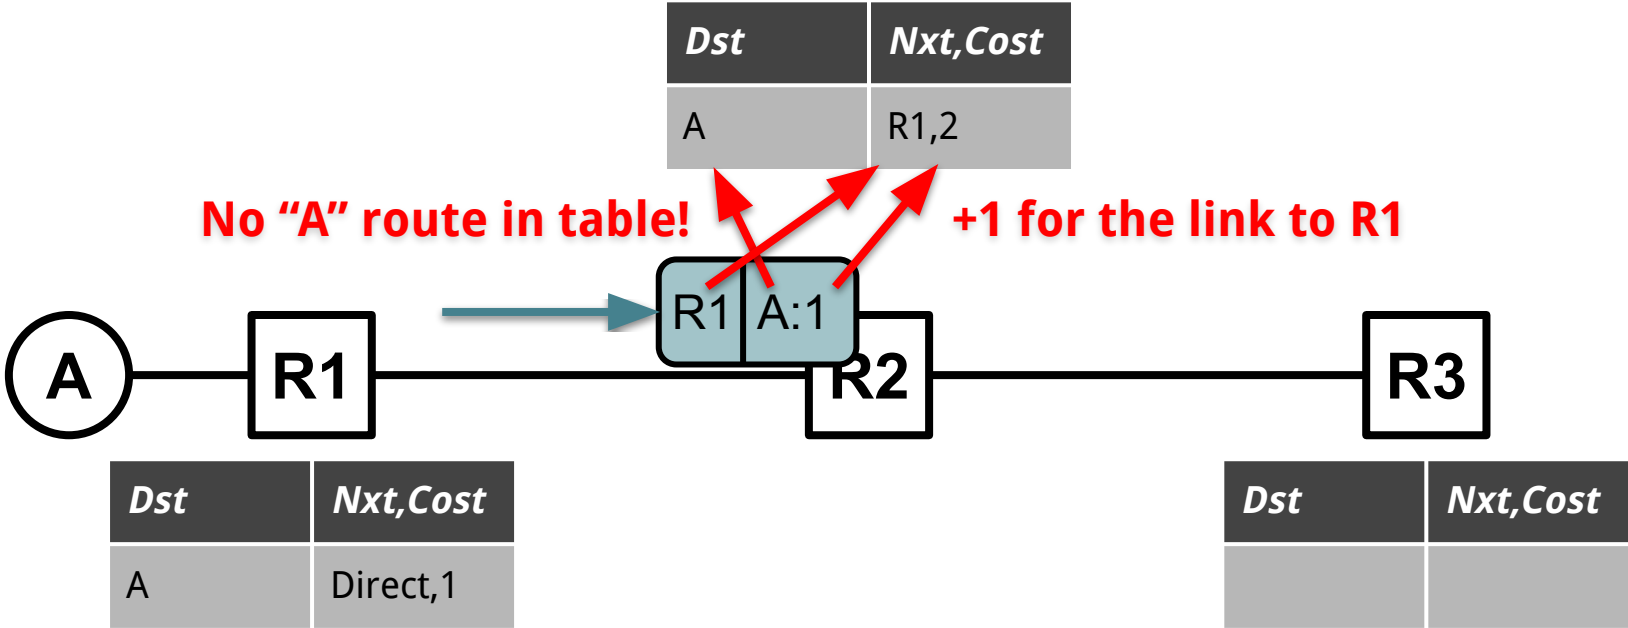 Dst Nxt,Cost
A R1,2
No “A” route in table! +1 for the link to R1
R1 A:1
A R1 R2 R3
Dst Nxt,Cost Dst Nxt,Cost
A Direct,1